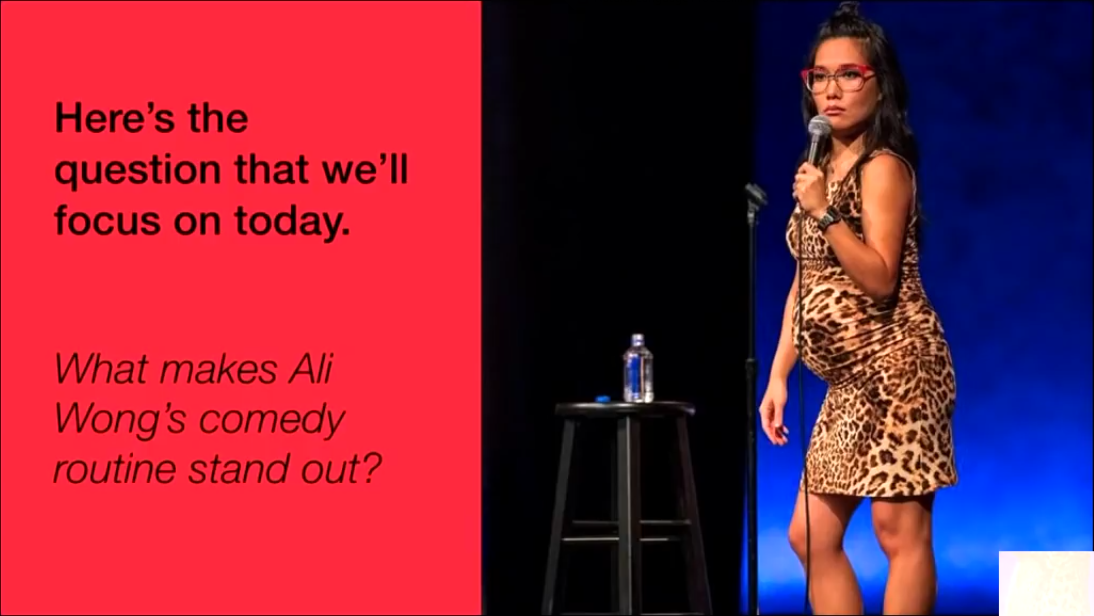 Here’s the
question that we’ll
focus on today.
What makes Ali
Wong’s comedy
routine stand out?